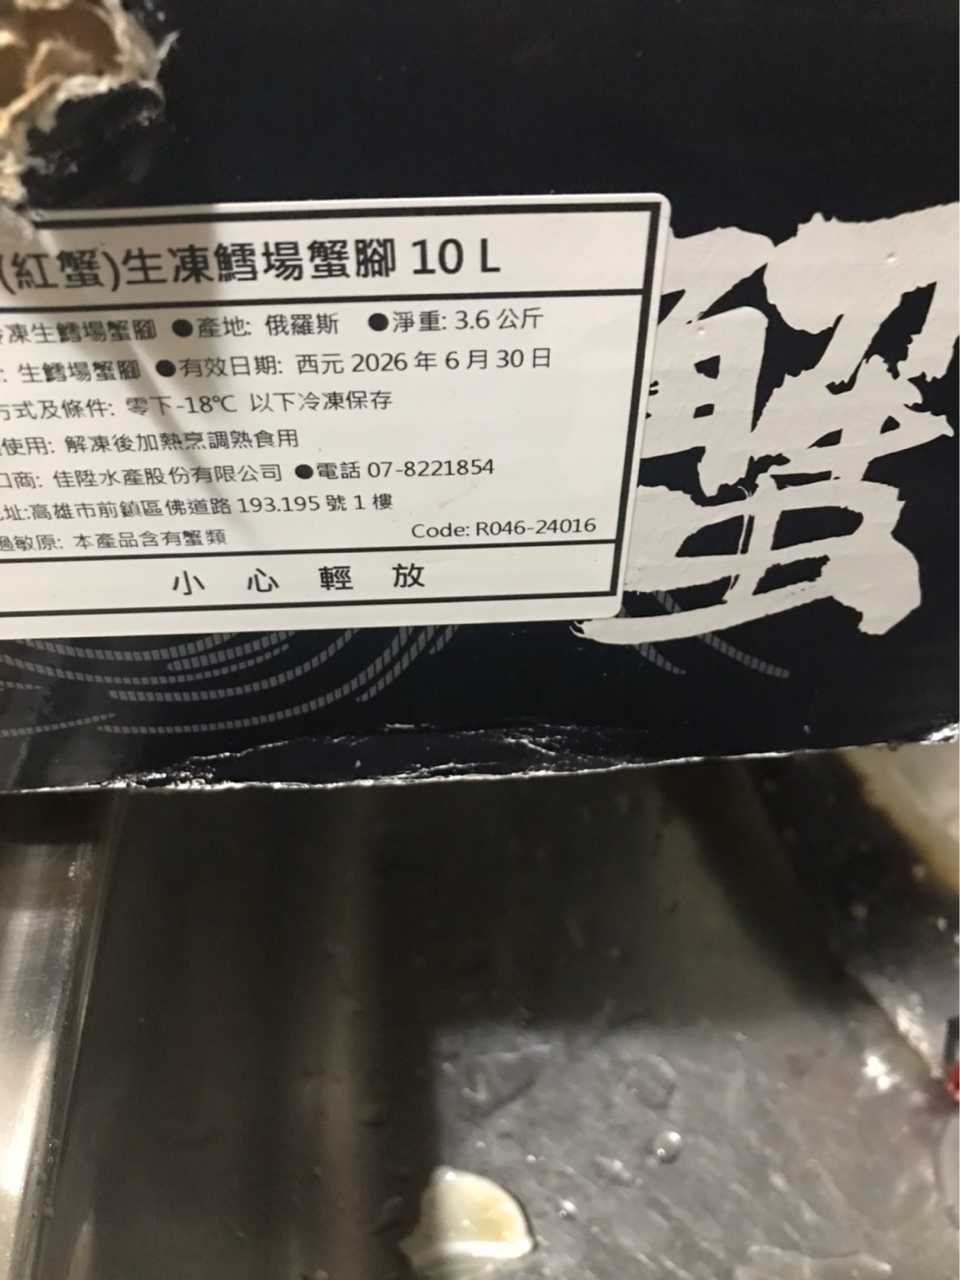 (紅蟹)生凍鱈場蟹腳 10 L
冷凍生鱈場蟹腳 ●產地: 俄羅斯 ●淨重: 3.6 公斤
: 生鱈場蟹腳 ●有效日期: 西元 2026 年 6 月 30 日
方式及條件: 零下-18℃ 以下冷凍保存
使用: 解凍後加熱烹調熟食用
口商: 佳陞水產股份有限公司 ●電話 07-8221854
址:高雄市前鎮區佛道路 193.195 號 1 樓
過敏原: 本產品含有蟹類
Code: R046-24016
小心輕放
蟹